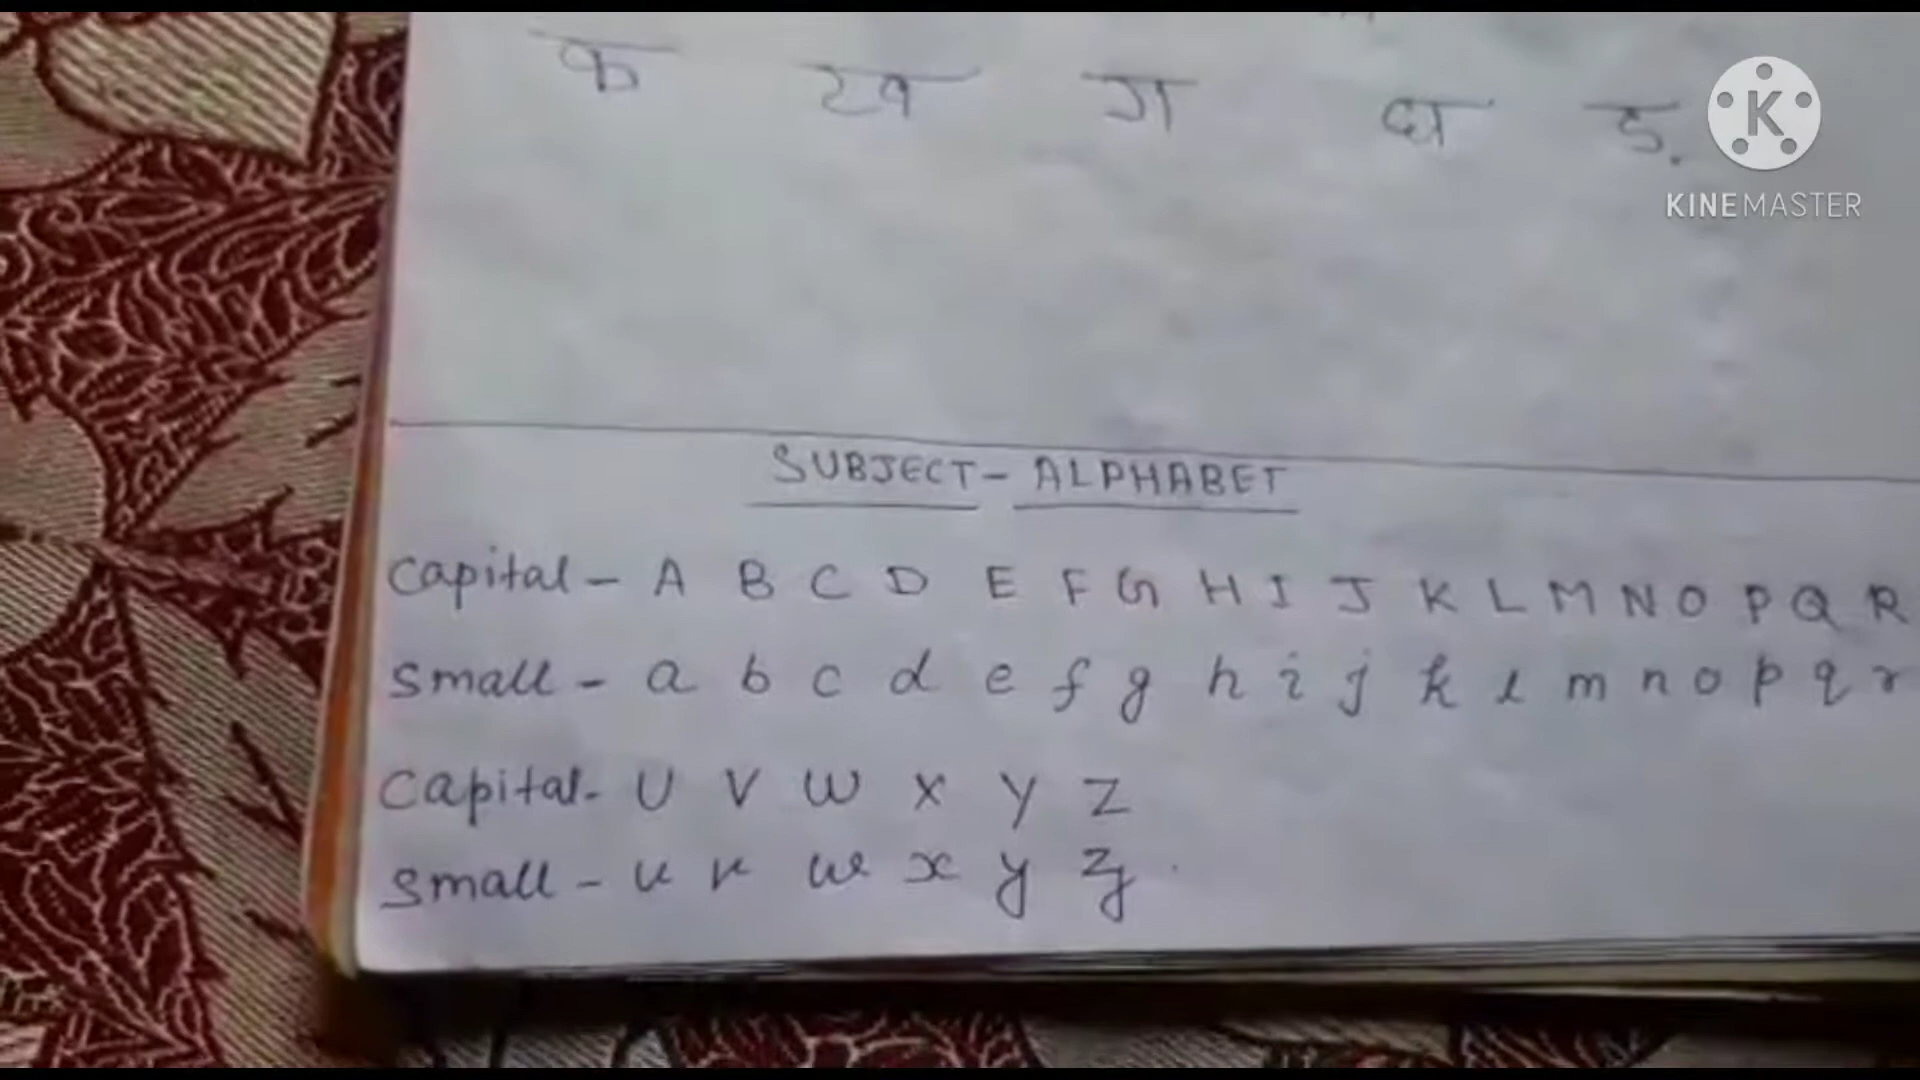 क ख ग घ ङ
KINEMASTER
SUBJECT - ALPHABET
Capital - A B C D E F G H I J K L M N O P Q R
Small - a b c d e f g h i j k l m n o p q r
Capital - U V W X Y Z
Small - u v w x y z